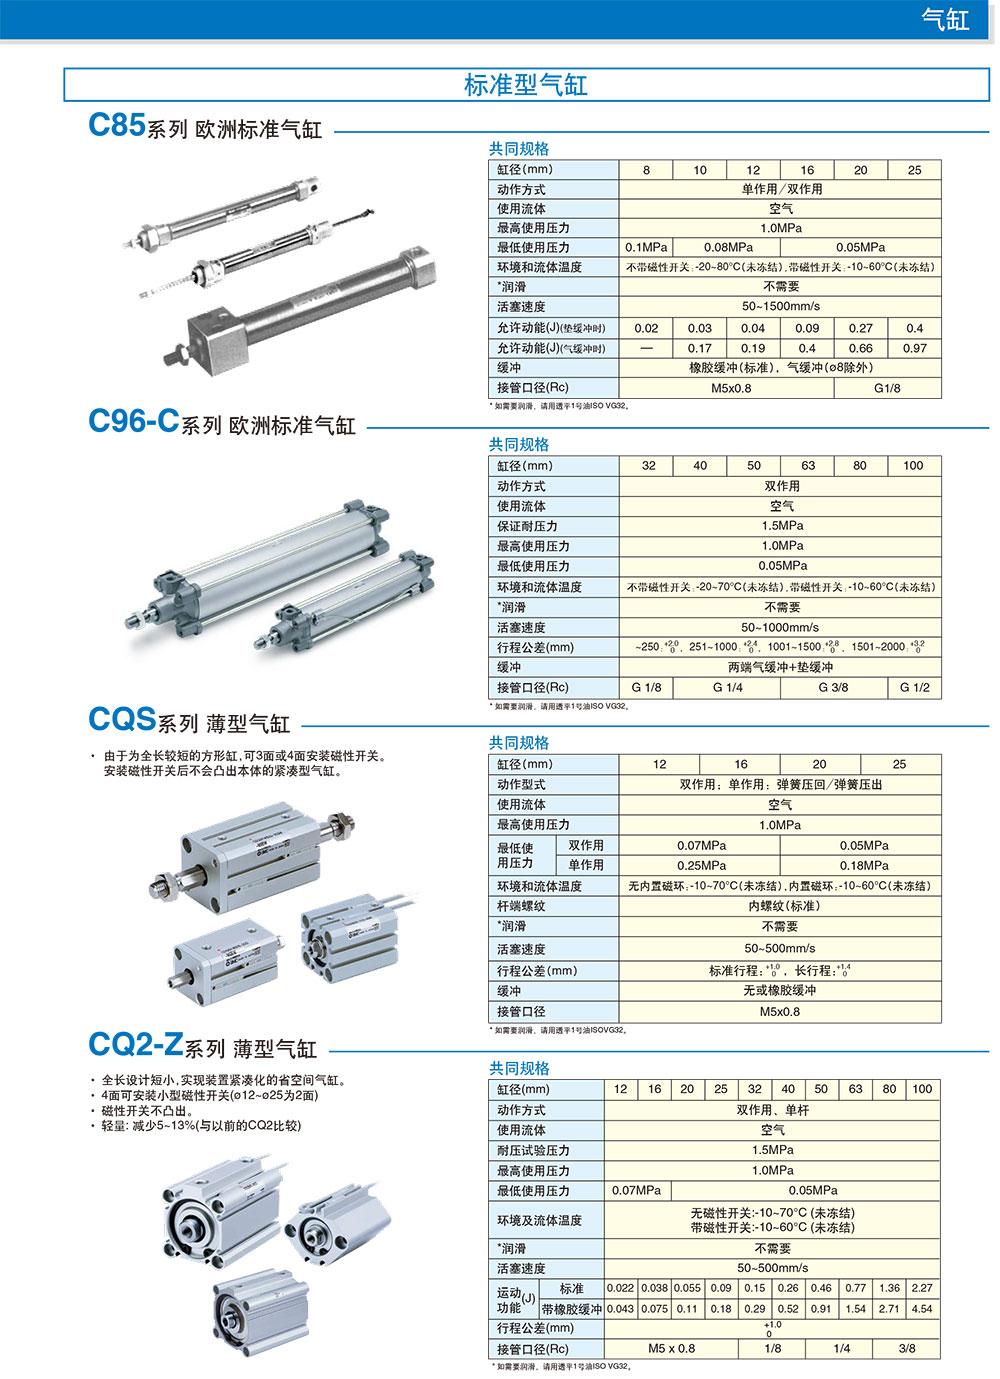 气缸
标准型气缸
C85系列 欧洲标准气缸
共同规格
缸径(mm) 8 10 12 16 20 25
动作方式 单作用/双作用
使用流体 空气
最高使用压力 1.0MPa
最低使用压力 0.1MPa 0.08MPa 0.05MPa
环境和流体温度 不带磁性开关:-20~80°C(未冻结),带磁性开关:-10~60°C(未冻结)
*润滑 不需要
活塞速度 50~1500mm/s
允许动能(J)(垫缓冲时) 0.02 0.03 0.04 0.09 0.27 0.4
允许动能(J)(气缓冲时) — 0.17 0.19 0.4 0.66 0.97
缓冲 橡胶缓冲(标准), 气缓冲(ø8除外)
接管口径(Rc) M5x0.8 G1/8
* 如需要润滑, 请用透平1号油ISO VG32。
C96-C系列 欧洲标准气缸
共同规格
缸径(mm) 32 40 50 63 80 100
动作方式 双作用
使用流体 空气
保证耐压力 1.5MPa
最高使用压力 1.0MPa
最低使用压力 0.05MPa
环境和流体温度 不带磁性开关:-20~70°C(未冻结),带磁性开关:-10~60°C(未冻结)
*润滑 不需要
活塞速度 50~1000mm/s
行程公差(mm) ~250: +2.0 0 , 251~1000: +2.4 0 , 1001~1500: +2.8 0 , 1501~2000: +3.2 0
缓冲 两端气缓冲+垫缓冲
接管口径(Rc) G 1/8 G 1/4 G 3/8 G 1/2
* 如需要润滑, 请用透平1号油ISO VG32。
CQS系列 薄型气缸
· 由于为全长较短的方形缸,可3面或4面安装磁性开关。
安装磁性开关后不会凸出本体的紧凑型气缸。
共同规格
缸径(mm) 12 16 20 25
动作型式 双作用; 单作用: 弹簧压回/弹簧压出
使用流体 空气
最高使用压力 1.0MPa
最低使用压力 双作用 0.07MPa 0.05MPa
单作用 0.25MPa 0.18MPa
环境和流体温度 无内置磁环:-10~70°C(未冻结),内置磁环:-10~60°C(未冻结)
杆端螺纹 内螺纹(标准)
*润滑 不需要
活塞速度 50~500mm/s
行程公差(mm) 标准行程: +1.0 0 , 长行程: +1.4 0
缓冲 无或橡胶缓冲
接管口径 M5x0.8
* 如需要润滑, 请用透平1号油ISOVG32。
CQ2-Z系列 薄型气缸
· 全长设计短小,实现装置紧凑化的省空间气缸。
· 4面可安装小型磁性开关(ø12~ø25为2面)
· 磁性开关不凸出。
· 轻量: 减少5~13%(与以前的CQ2比较)
共同规格
缸径(mm) 12 16 20 25 32 40 50 63 80 100
动作方式 双作用、单杆
使用流体 空气
耐压试验压力 1.5MPa
最高使用压力 1.0MPa
最低使用压力 0.07MPa 0.05MPa
环境及流体温度 无磁性开关:-10~70°C (未冻结)
带磁性开关:-10~60°C (未冻结)
*润滑 不需要
活塞速度 50~500mm/s
运动功能(J) 标准 0.022 0.038 0.055 0.09 0.15 0.26 0.46 0.77 1.36 2.27
带橡胶缓冲 0.043 0.075 0.11 0.18 0.29 0.52 0.91 1.54 2.71 4.54
行程公差(mm) +1.0 0
接管口径(Rc) M5 x 0.8 1/8 1/4 3/8
* 如需要润滑, 请用透平1号油ISO VG32。